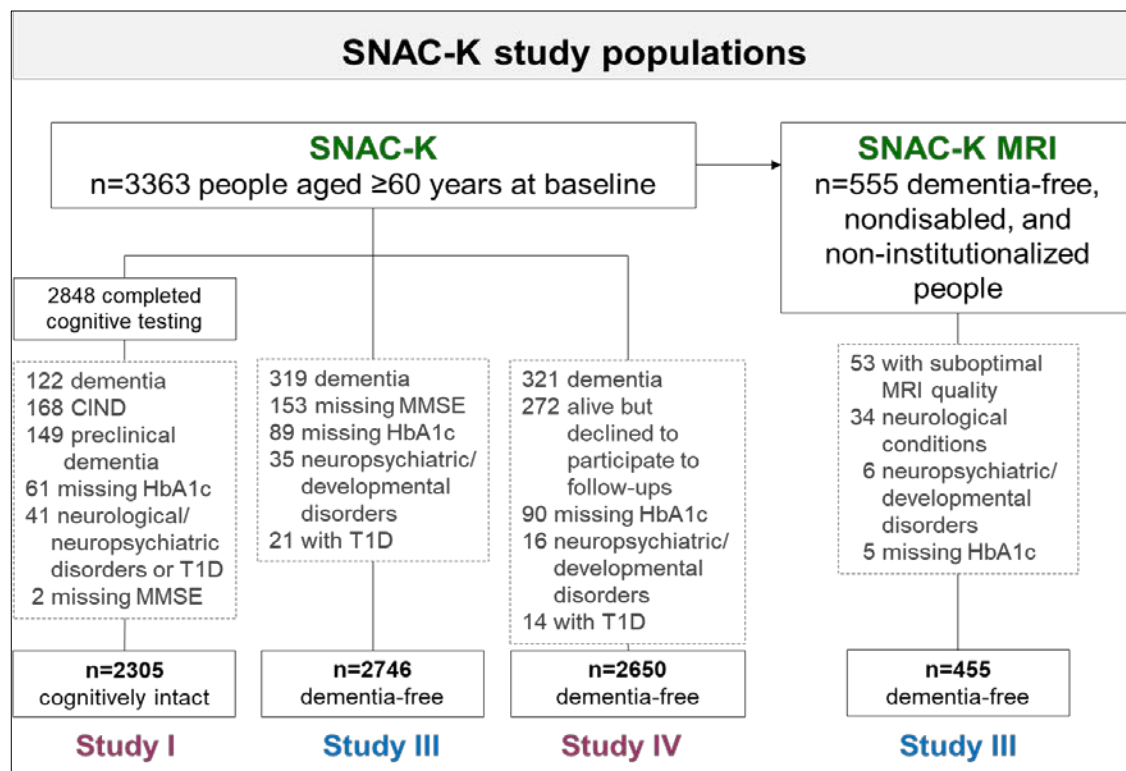 SNAC-K study populations
SNAC-K
n=3363 people aged ≥60 years at baseline
SNAC-K MRI
n=555 dementia-free,
nondisabled, and
non-institutionalized
people
2848 completed
cognitive testing
122 dementia
168 CIND
149 preclinical
dementia
61 missing HbA1c
41 neurological/
neuropsychiatric
disorders or T1D
2 missing MMSE
319 dementia
153 missing MMSE
89 missing HbA1c
35 neuropsychiatric/
developmental
disorders
21 with T1D
321 dementia
272 alive but
declined to
participate to
follow-ups
90 missing HbA1c
16 neuropsychiatric/
developmental
disorders
14 with T1D
53 with suboptimal
MRI quality
34 neurological
conditions
6 neuropsychiatric/
developmental
disorders
5 missing HbA1c
n=2305
cognitively intact
n=2746
dementia-free
n=2650
dementia-free
n=455
dementia-free
Study I
Study III
Study IV
Study III